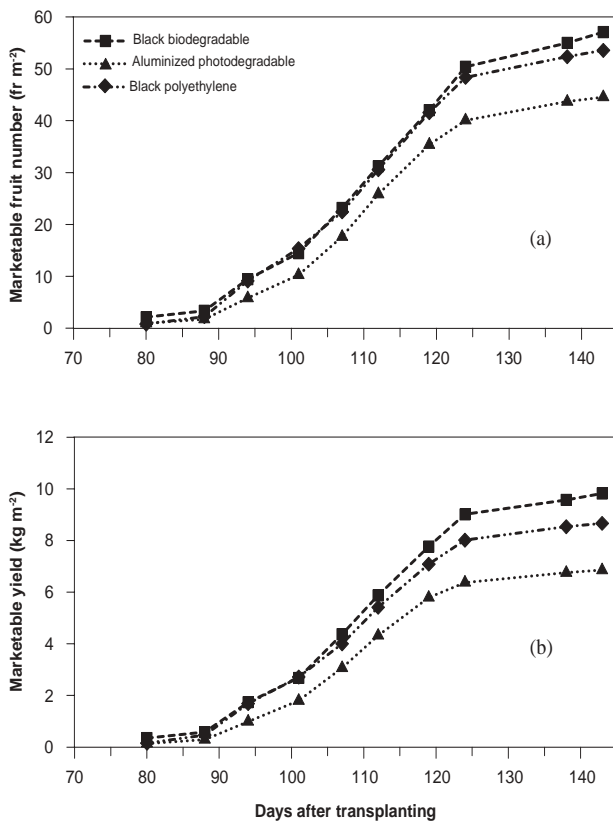 60
50
40
30
20
10
0
Marketable fruit number (fr m⁻²)
Black biodegradable
Aluminized photodegradable
Black polyethylene
(a)
70 80 90 100 110 120 130 140
12
10
8
6
4
2
0
Marketable yield (kg m⁻²)
(b)
70 80 90 100 110 120 130 140
Days after transplanting